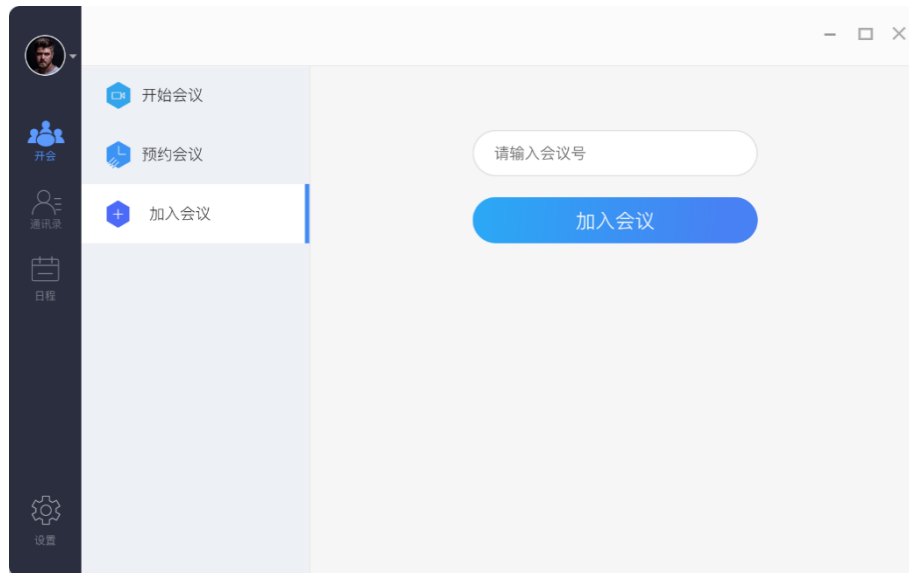 开会
通讯录
日程
设置
开始会议
预约会议
加入会议
请输入会议号
加入会议